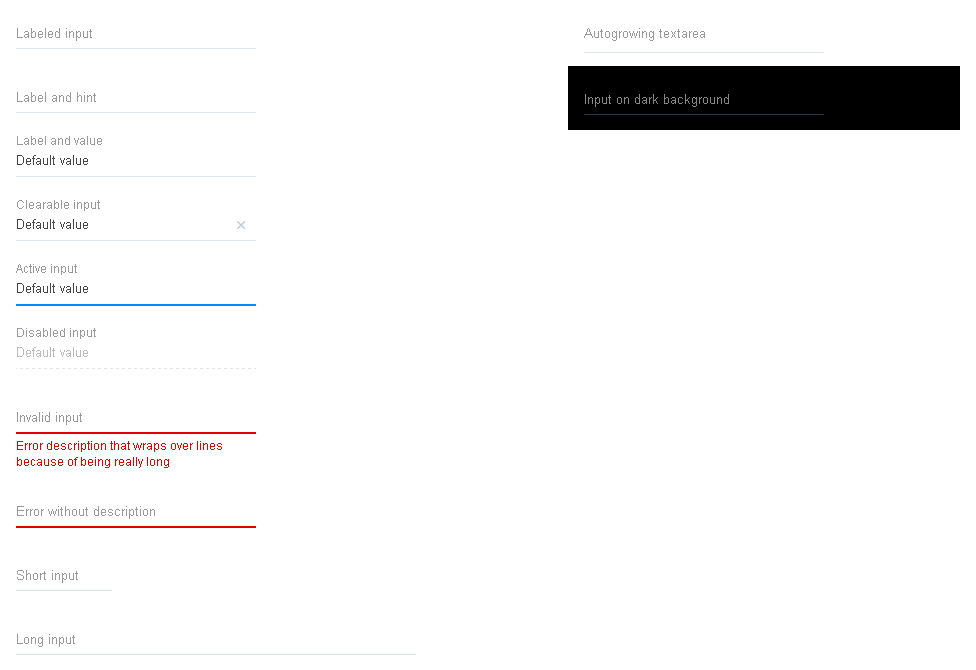 Labeled input
Label and hint
Label and value
Default value
Clearable input
Default value
Active input
Default value
Disabled input
Default value
Invalid input
Error description that wraps over lines
because of being really long
Error without description
Short input
Long input
Autogrowing textarea
Input on dark background